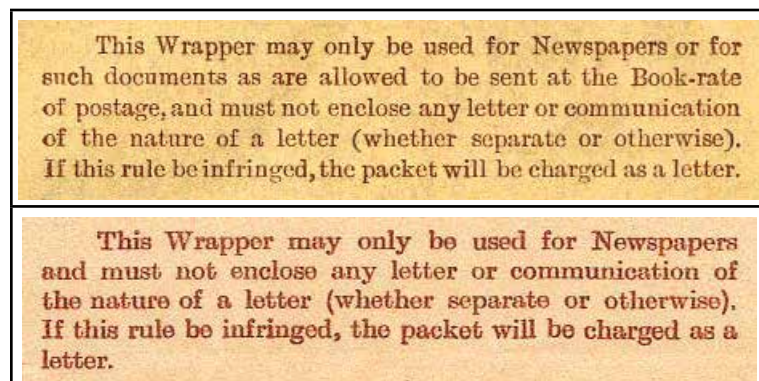 This Wrapper may only be used for Newspapers or for
such documents as are allowed to be sent at the Book-rate
of postage, and must not enclose any letter or communication
of the nature of a letter (whether separate or otherwise).
If this rule be infringed, the packet will be charged as a letter.
This Wrapper may only be used for Newspapers
and must not enclose any letter or communication of
the nature of a letter (whether separate or otherwise).
If this rule be infringed, the packet will be charged as a
letter.